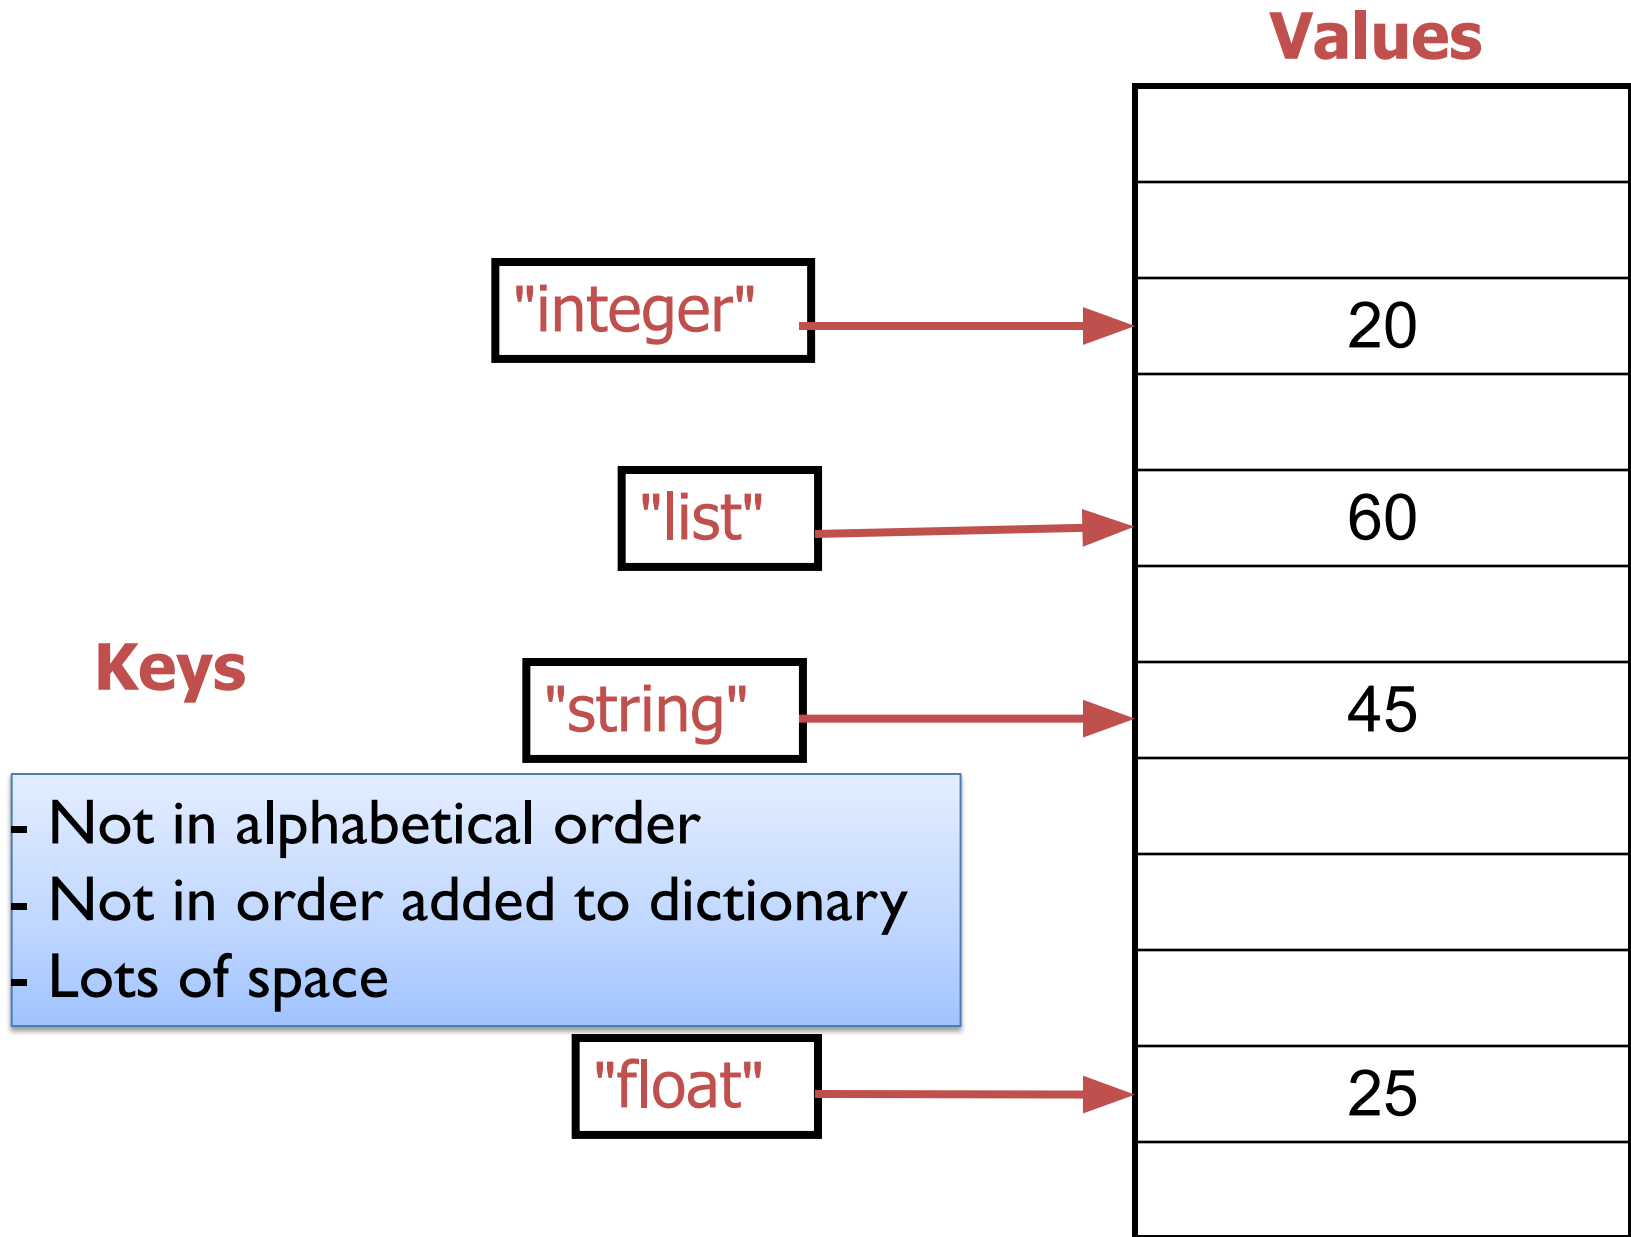 Values
"integer"
20
"list"
60
Keys
"string"
45
- Not in alphabetical order
- Not in order added to dictionary
- Lots of space
"float"
25